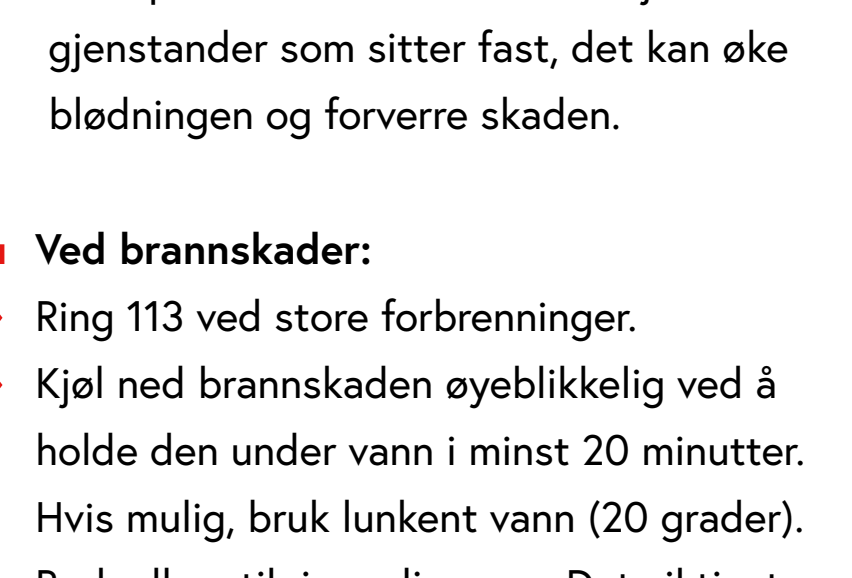 gjenstander som sitter fast, det kan øke
blødningen og forverre skaden.
Ved brannskader:
Ring 113 ved store forbrenninger.
Kjøl ned brannskaden øyeblikkelig ved å
holde den under vann i minst 20 minutter.
Hvis mulig, bruk lunkent vann (20 grader).